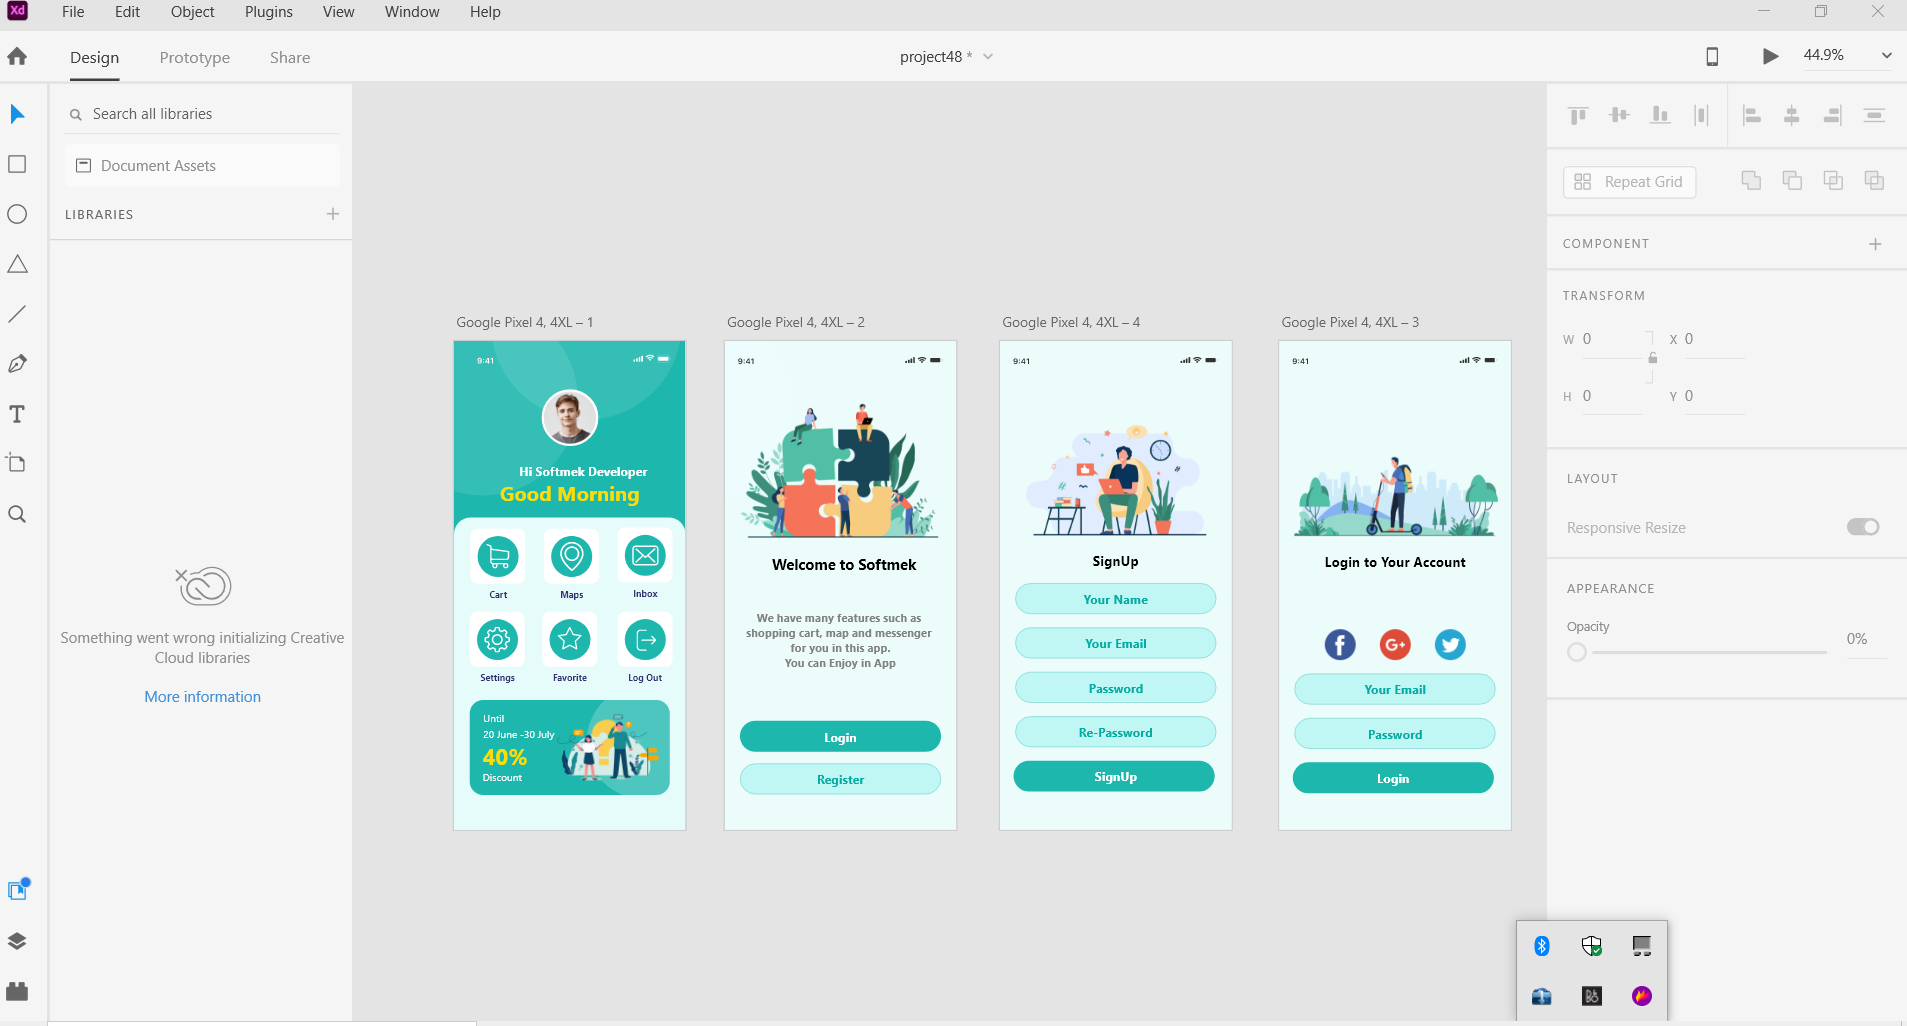 Xd
File Edit Object Plugins View Window Help
Design Prototype Share
project48 *
44.9%
Search all libraries
Document Assets
LIBRARIES
Something went wrong initializing Creative
Cloud libraries
More information
Google Pixel 4, 4XL – 1
9:41
Hi Softmek Developer
Good Morning
Cart Maps Inbox
Settings Favorite Log Out
Until
20 June -30 July
40%
Discount
Google Pixel 4, 4XL – 2
9:41
Welcome to Softmek
We have many features such as
shopping cart, map and messenger
for you in this app.
You can Enjoy in App
Login
Register
Google Pixel 4, 4XL – 4
9:41
SignUp
Your Name
Your Email
Password
Re-Password
SignUp
Google Pixel 4, 4XL – 3
9:41
Login to Your Account
f G+
Your Email
Password
Login
Repeat Grid
COMPONENT
TRANSFORM
W 0 X 0
H 0 Y 0
LAYOUT
Responsive Resize
APPEARANCE
Opacity
0%